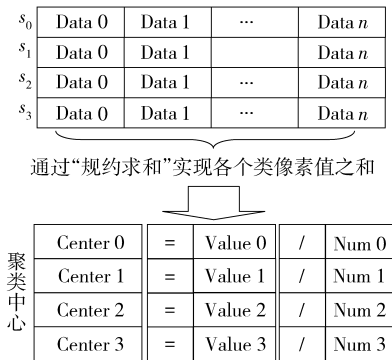 s0 Data 0 Data 1 ... Data n
s1 Data 0 Data 1 Data n
s2 Data 0 Data 1 ... Data n
s3 Data 0 Data 1 ... Data n
通过“规约求和”实现各个类像素值之和
聚类中心
Center 0 = Value 0 / Num 0
Center 1 = Value 1 / Num 1
Center 2 = Value 2 / Num 2
Center 3 = Value 3 / Num 3